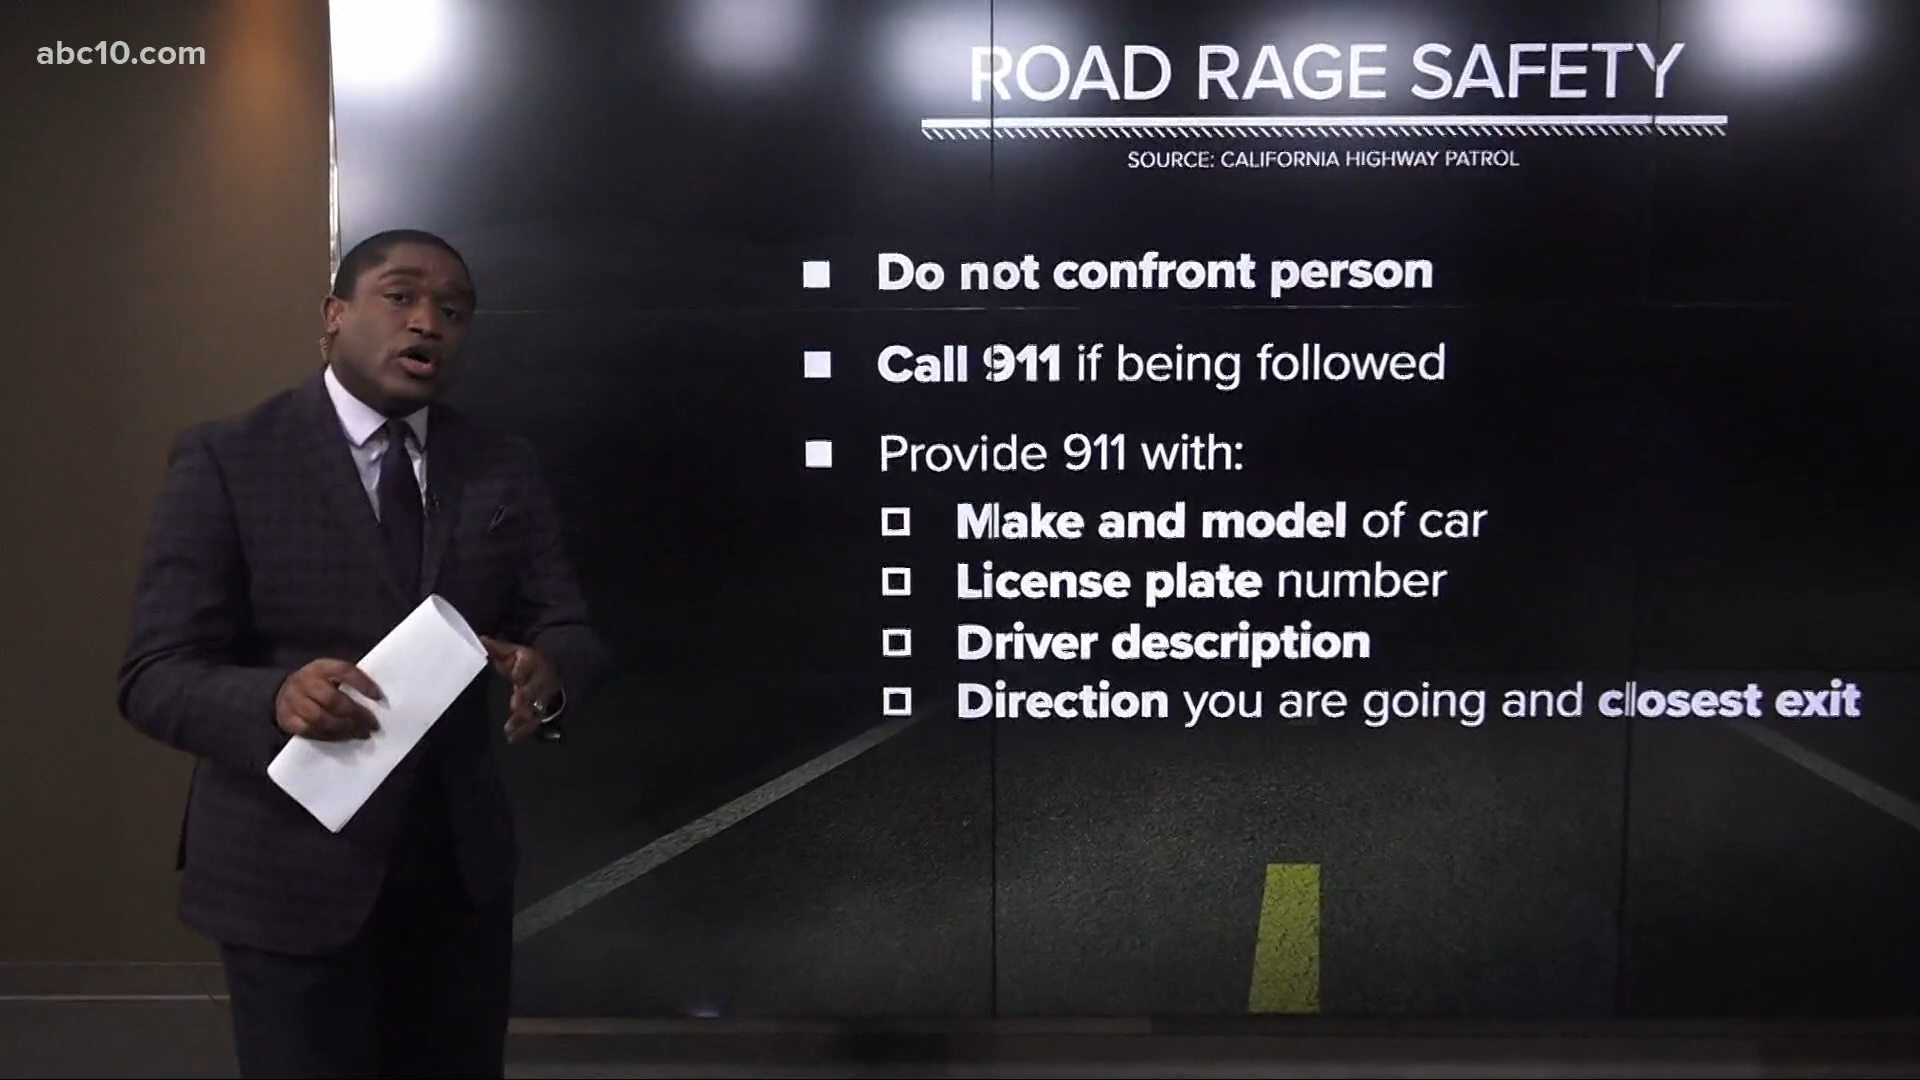 abc10.com
ROAD RAGE SAFETY
SOURCE: CALIFORNIA HIGHWAY PATROL
Do not confront person
Call 911 if being followed
Provide 911 with:
Make and model of car
License plate number
Driver description
Direction you are going and closest exit